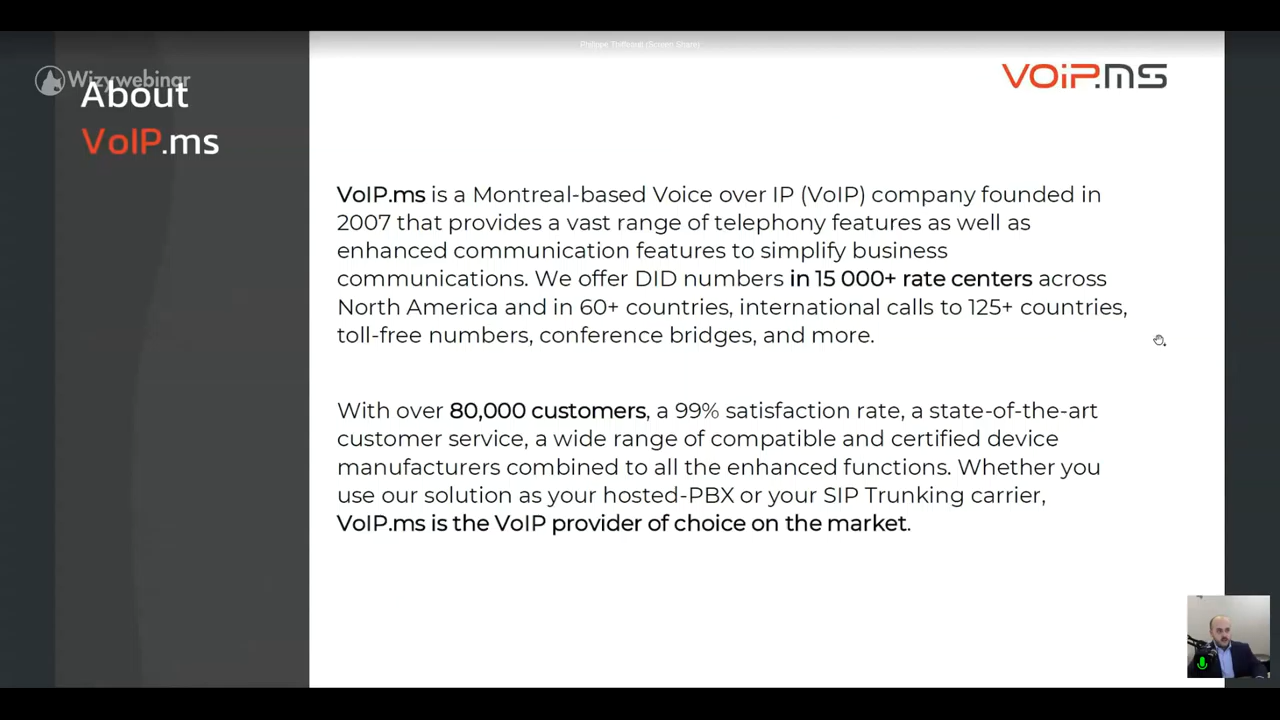 Philippe Thiffeault (Screen Share)
Wizywebinar
About
VoIP.ms
VOiP.MS
VoIP.ms is a Montreal-based Voice over IP (VoIP) company founded in
2007 that provides a vast range of telephony features as well as
enhanced communication features to simplify business
communications. We offer DID numbers in 15 000+ rate centers across
North America and in 60+ countries, international calls to 125+ countries,
toll-free numbers, conference bridges, and more.
With over 80,000 customers, a 99% satisfaction rate, a state-of-the-art
customer service, a wide range of compatible and certified device
manufacturers combined to all the enhanced functions. Whether you
use our solution as your hosted-PBX or your SIP Trunking carrier,
VoIP.ms is the VoIP provider of choice on the market.